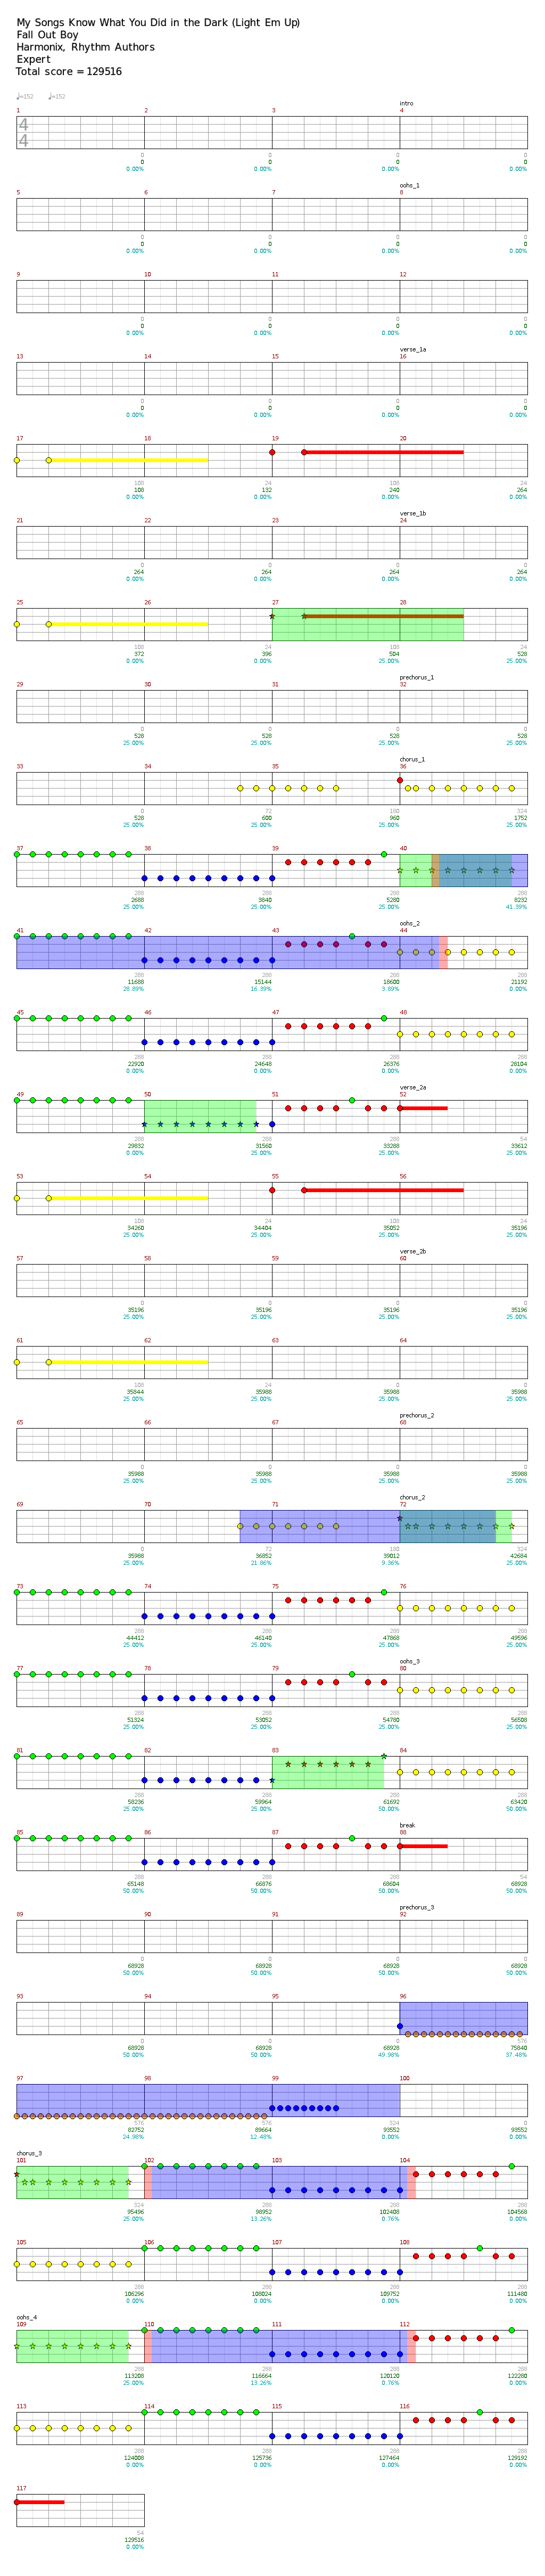 My Songs Know What You Did in the Dark (Light Em Up)
Fall Out Boy
Harmonix, Rhythm Authors
Expert
Total score = 129516
♩=152 ♩=152
intro
1 2 3 4
4
4
0 0 0 0
0 0 0 0
0.00% 0.00% 0.00% 0.00%
oohs_1
5 6 7 8
0 0 0 0
0 0 0 0
0.00% 0.00% 0.00% 0.00%
9 10 11 12
0 0 0 0
0 0 0 0
0.00% 0.00% 0.00% 0.00%
verse_1a
13 14 15 16
0 0 0 0
0 0 0 0
0.00% 0.00% 0.00% 0.00%
17 18 19 20
108 24 108 24
108 132 240 264
0.00% 0.00% 0.00% 0.00%
verse_1b
21 22 23 24
0 0 0 0
264 264 264 264
0.00% 0.00% 0.00% 0.00%
25 26 27 28
108 24 108 24
372 396 504 528
0.00% 0.00% 25.00% 25.00%
prechorus_1
29 30 31 32
0 0 0 0
528 528 528 528
25.00% 25.00% 25.00% 25.00%
chorus_1
33 34 35 36
0 72 180 324
528 600 960 1752
25.00% 25.00% 25.00% 25.00%
37 38 39 40
288 288 288 288
2688 3840 5280 8232
25.00% 25.00% 25.00% 41.39%
oohs_2
41 42 43 44
288 288 288 288
11688 15144 18600 21192
28.89% 16.39% 3.89% 0.00%
45 46 47 48
288 288 288 288
22920 24648 26376 28104
0.00% 0.00% 0.00% 0.00%
verse_2a
49 50 51 52
288 288 288 54
29832 31560 33288 33612
0.00% 25.00% 25.00% 25.00%
53 54 55 56
108 24 108 24
34260 34404 35052 35196
25.00% 25.00% 25.00% 25.00%
verse_2b
57 58 59 60
0 0 0 0
35196 35196 35196 35196
25.00% 25.00% 25.00% 25.00%
61 62 63 64
108 24 0 0
35844 35988 35988 35988
25.00% 25.00% 25.00% 25.00%
prechorus_2
65 66 67 68
0 0 0 0
35988 35988 35988 35988
25.00% 25.00% 25.00% 25.00%
chorus_2
69 70 71 72
0 72 180 324
35988 36852 39012 42684
25.00% 21.86% 9.36% 25.00%
73 74 75 76
288 288 288 288
44412 46140 47868 49596
25.00% 25.00% 25.00% 25.00%
oohs_3
77 78 79 80
288 288 288 288
51324 53052 54780 56508
25.00% 25.00% 25.00% 25.00%
81 82 83 84
288 288 288 288
58236 59964 61692 63420
25.00% 25.00% 50.00% 50.00%
break
85 86 87 88
288 288 288 54
65148 66876 68604 68928
50.00% 50.00% 50.00% 50.00%
prechorus_3
89 90 91 92
0 0 0 0
68928 68928 68928 68928
50.00% 50.00% 50.00% 50.00%
93 94 95 96
0 0 0 576
68928 68928 68928 75840
50.00% 50.00% 49.98% 37.48%
97 98 99 100
576 576 324 0
82752 89664 93552 93552
24.98% 12.48% 0.00% 0.00%
chorus_3
101 102 103 104
324 288 288 288
95496 98952 102408 104568
25.00% 13.26% 0.76% 0.00%
105 106 107 108
288 288 288 288
106296 108024 109752 111480
0.00% 0.00% 0.00% 0.00%
oohs_4
109 110 111 112
288 288 288 288
113208 116664 120120 122280
25.00% 13.26% 0.76% 0.00%
113 114 115 116
288 288 288 288
124008 125736 127464 129192
0.00% 0.00% 0.00% 0.00%
117
54
129516
0.00%